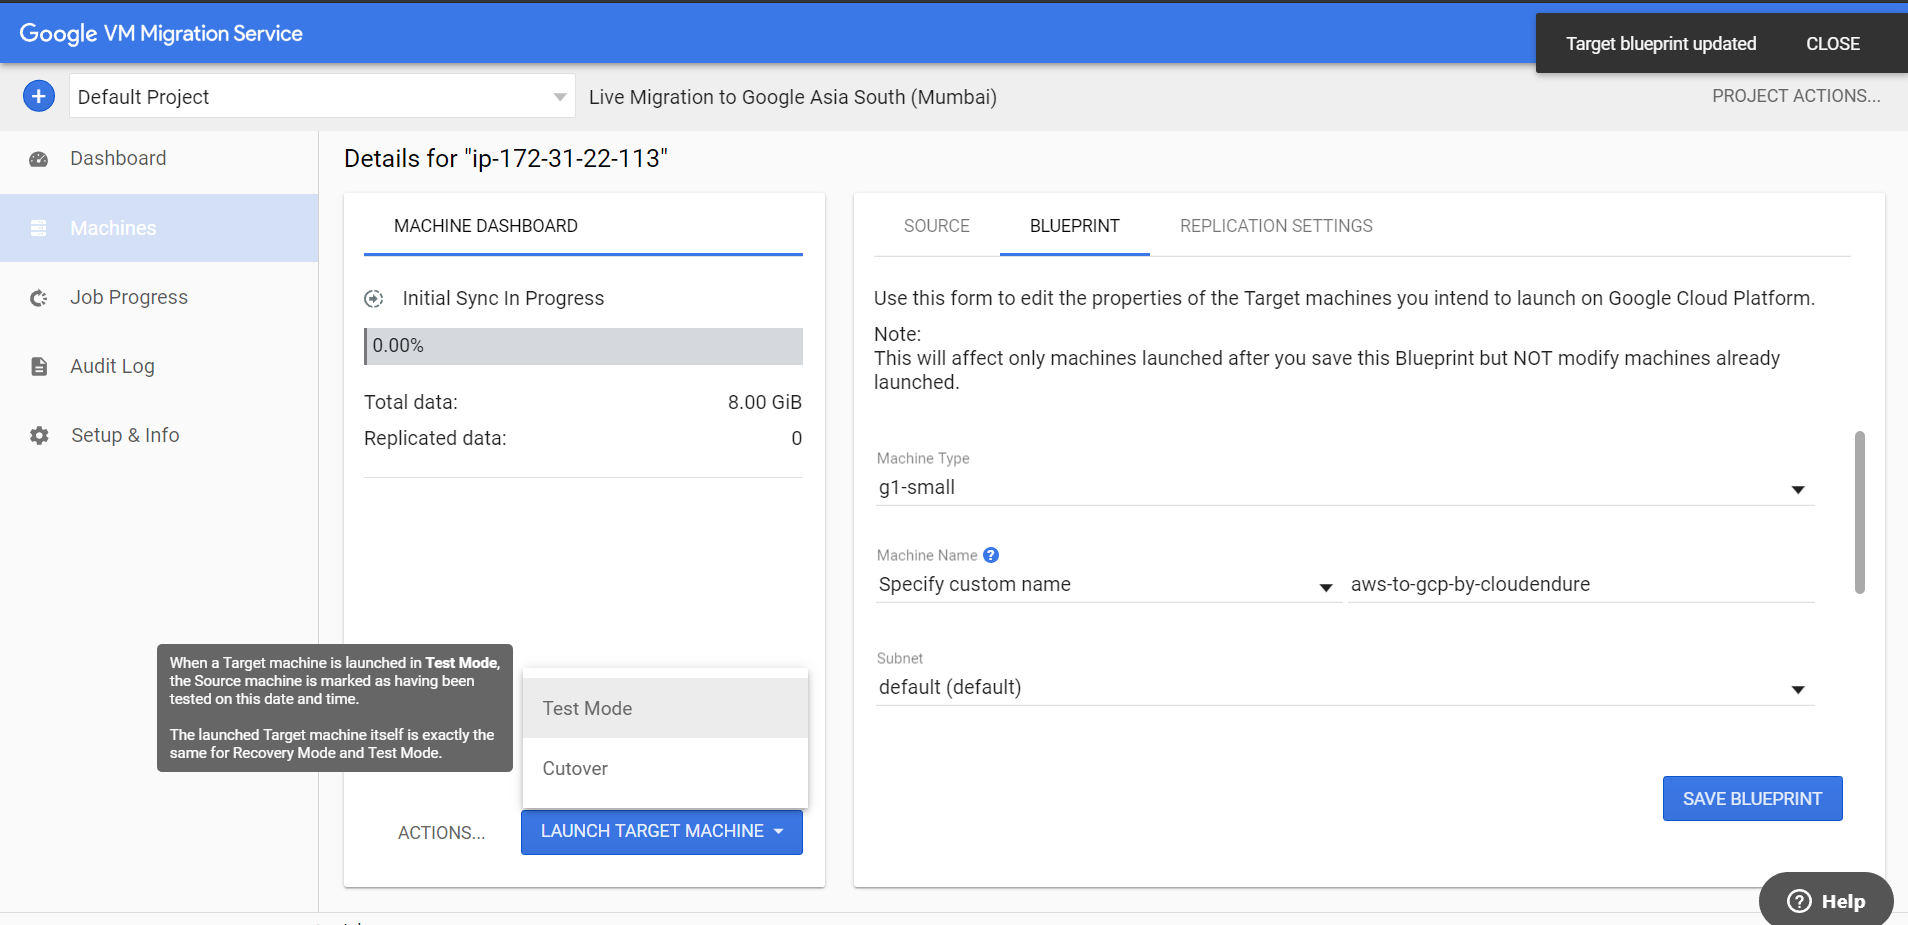 Google VM Migration Service
Target blueprint updated CLOSE
Default Project
Live Migration to Google Asia South (Mumbai)
PROJECT ACTIONS...
Dashboard
Machines
Job Progress
Audit Log
Setup & Info
Details for "ip-172-31-22-113"
MACHINE DASHBOARD
Initial Sync In Progress
0.00%
Total data: 8.00 GiB
Replicated data: 0
When a Target machine is launched in Test Mode,
the Source machine is marked as having been
tested on this date and time.
The launched Target machine itself is exactly the
same for Recovery Mode and Test Mode.
Test Mode
Cutover
ACTIONS...
LAUNCH TARGET MACHINE
SOURCE BLUEPRINT REPLICATION SETTINGS
Use this form to edit the properties of the Target machines you intend to launch on Google Cloud Platform.
Note:
This will affect only machines launched after you save this Blueprint but NOT modify machines already
launched.
Machine Type
g1-small
Machine Name ?
Specify custom name aws-to-gcp-by-cloudendure
Subnet
default (default)
SAVE BLUEPRINT
? Help